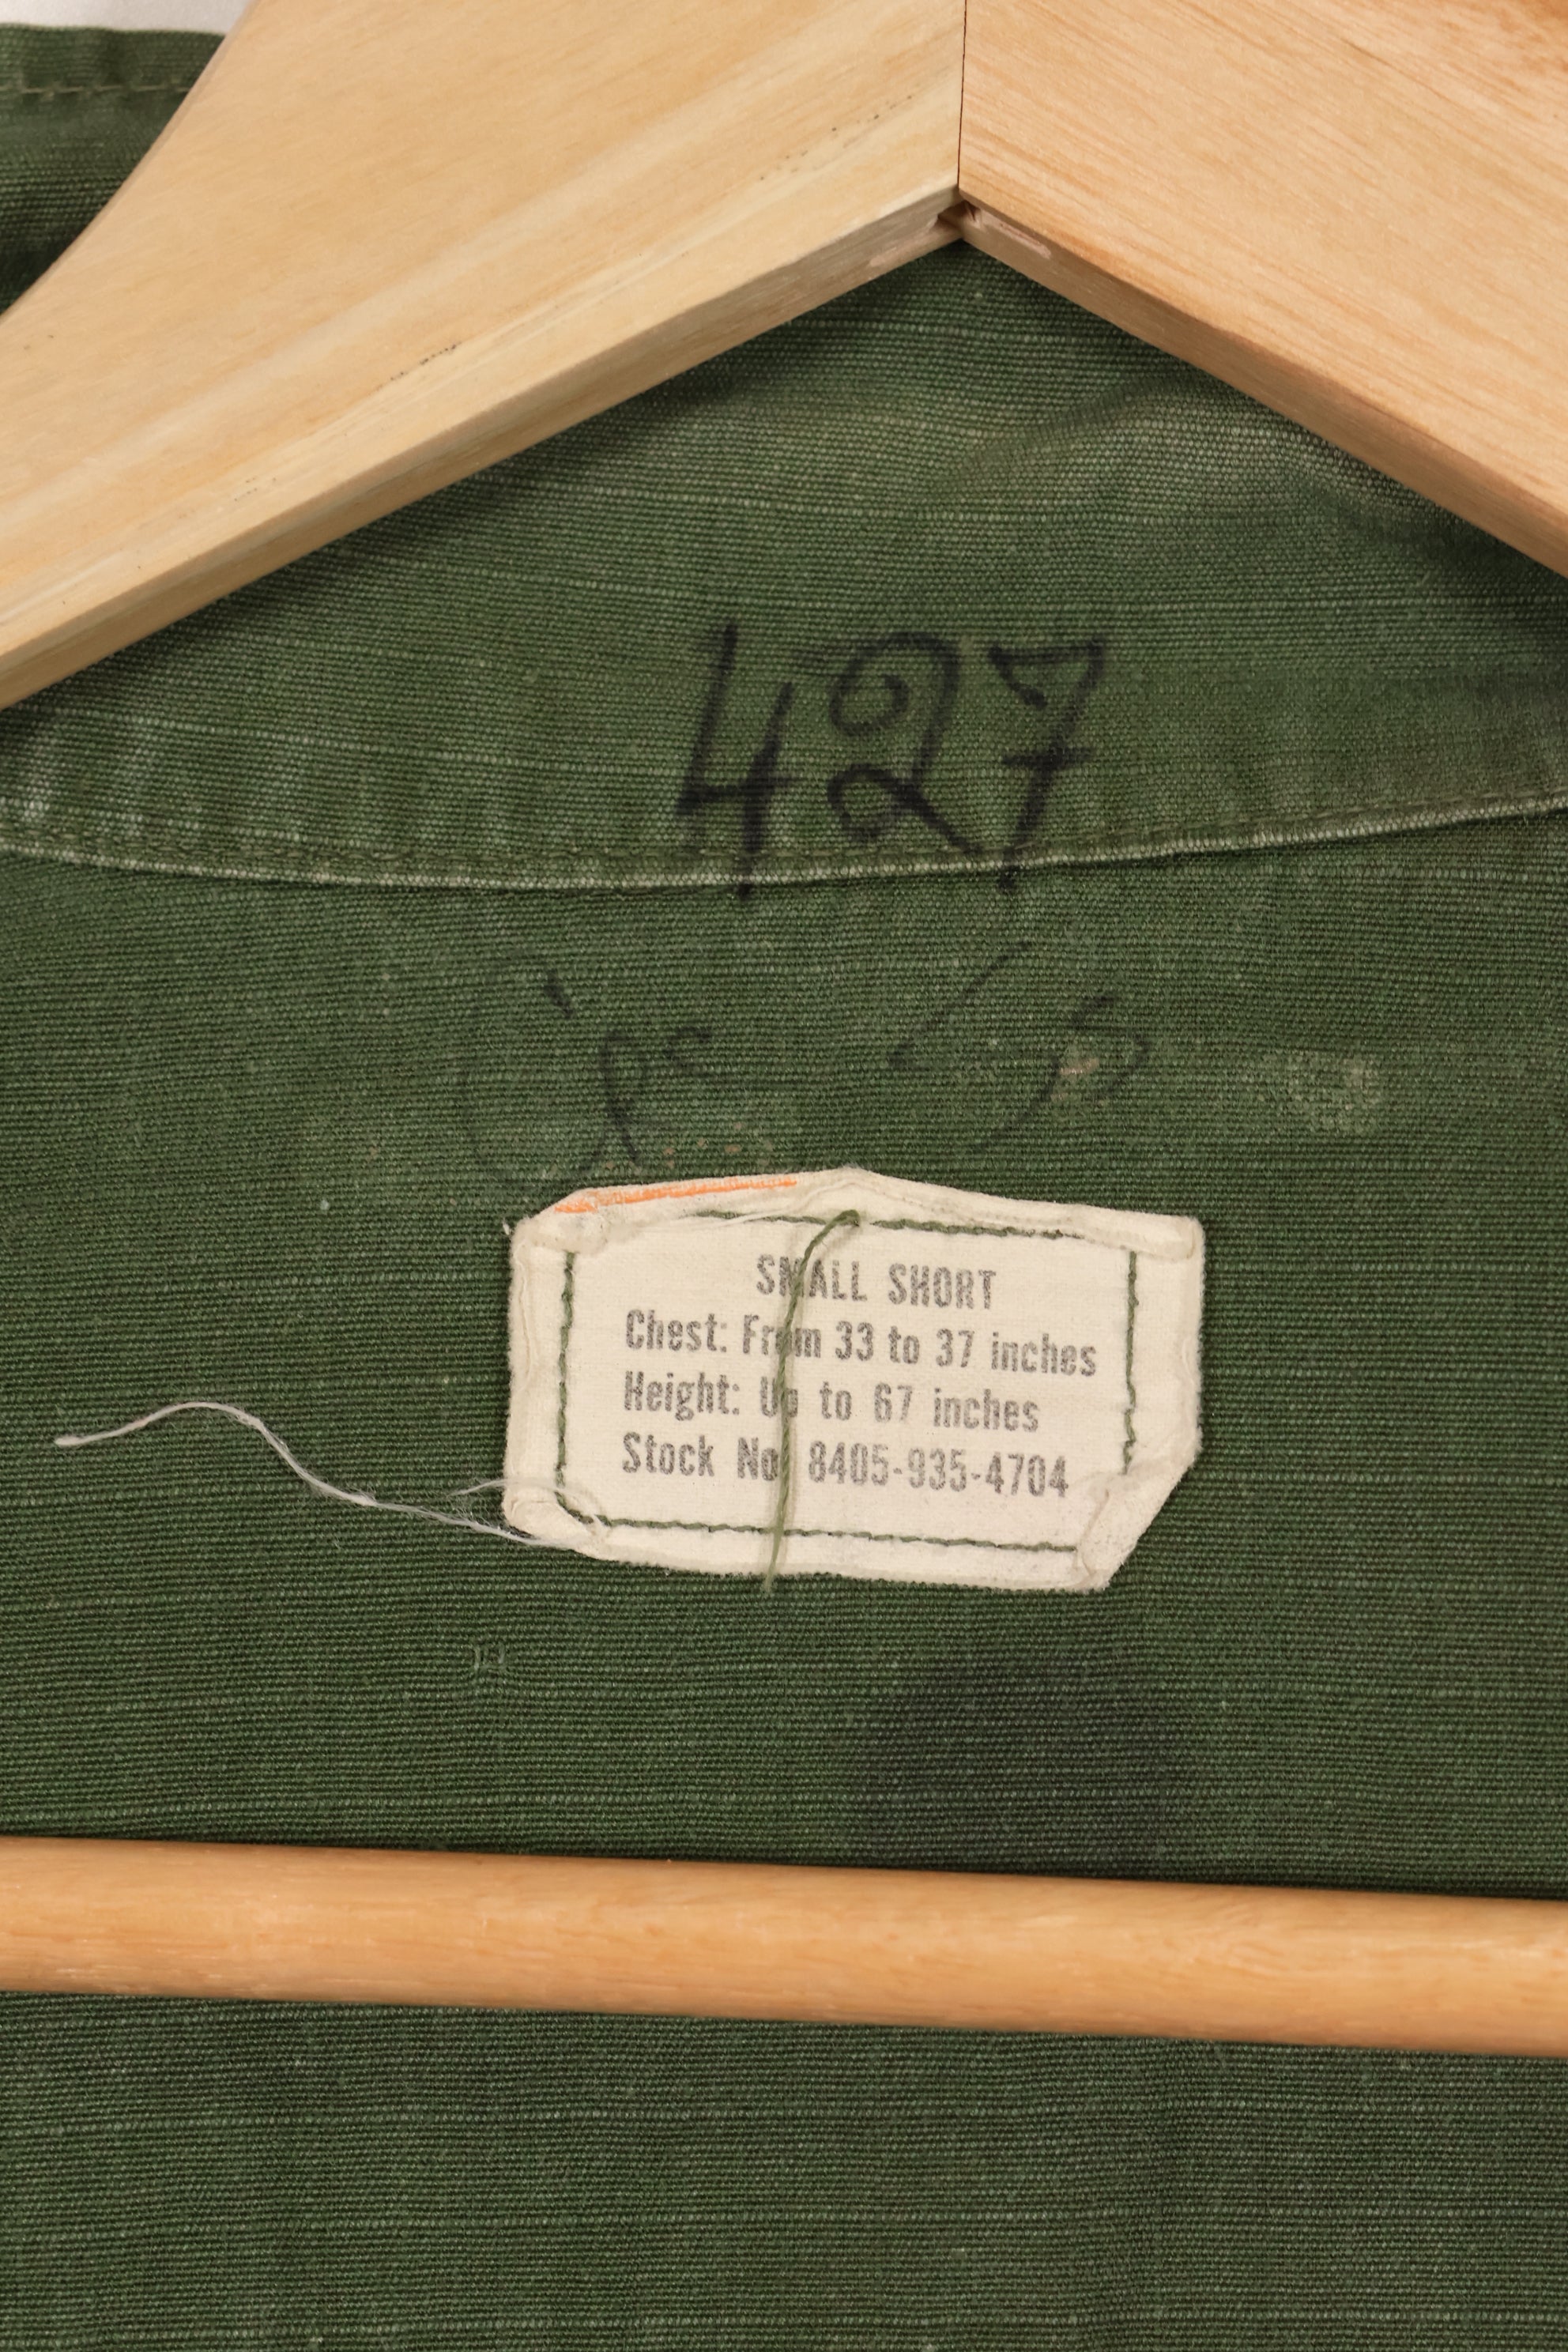 427
SMALL SHORT
Chest: From 33 to 37 inches
Height: Up to 67 inches
Stock No. 8405-935-4704